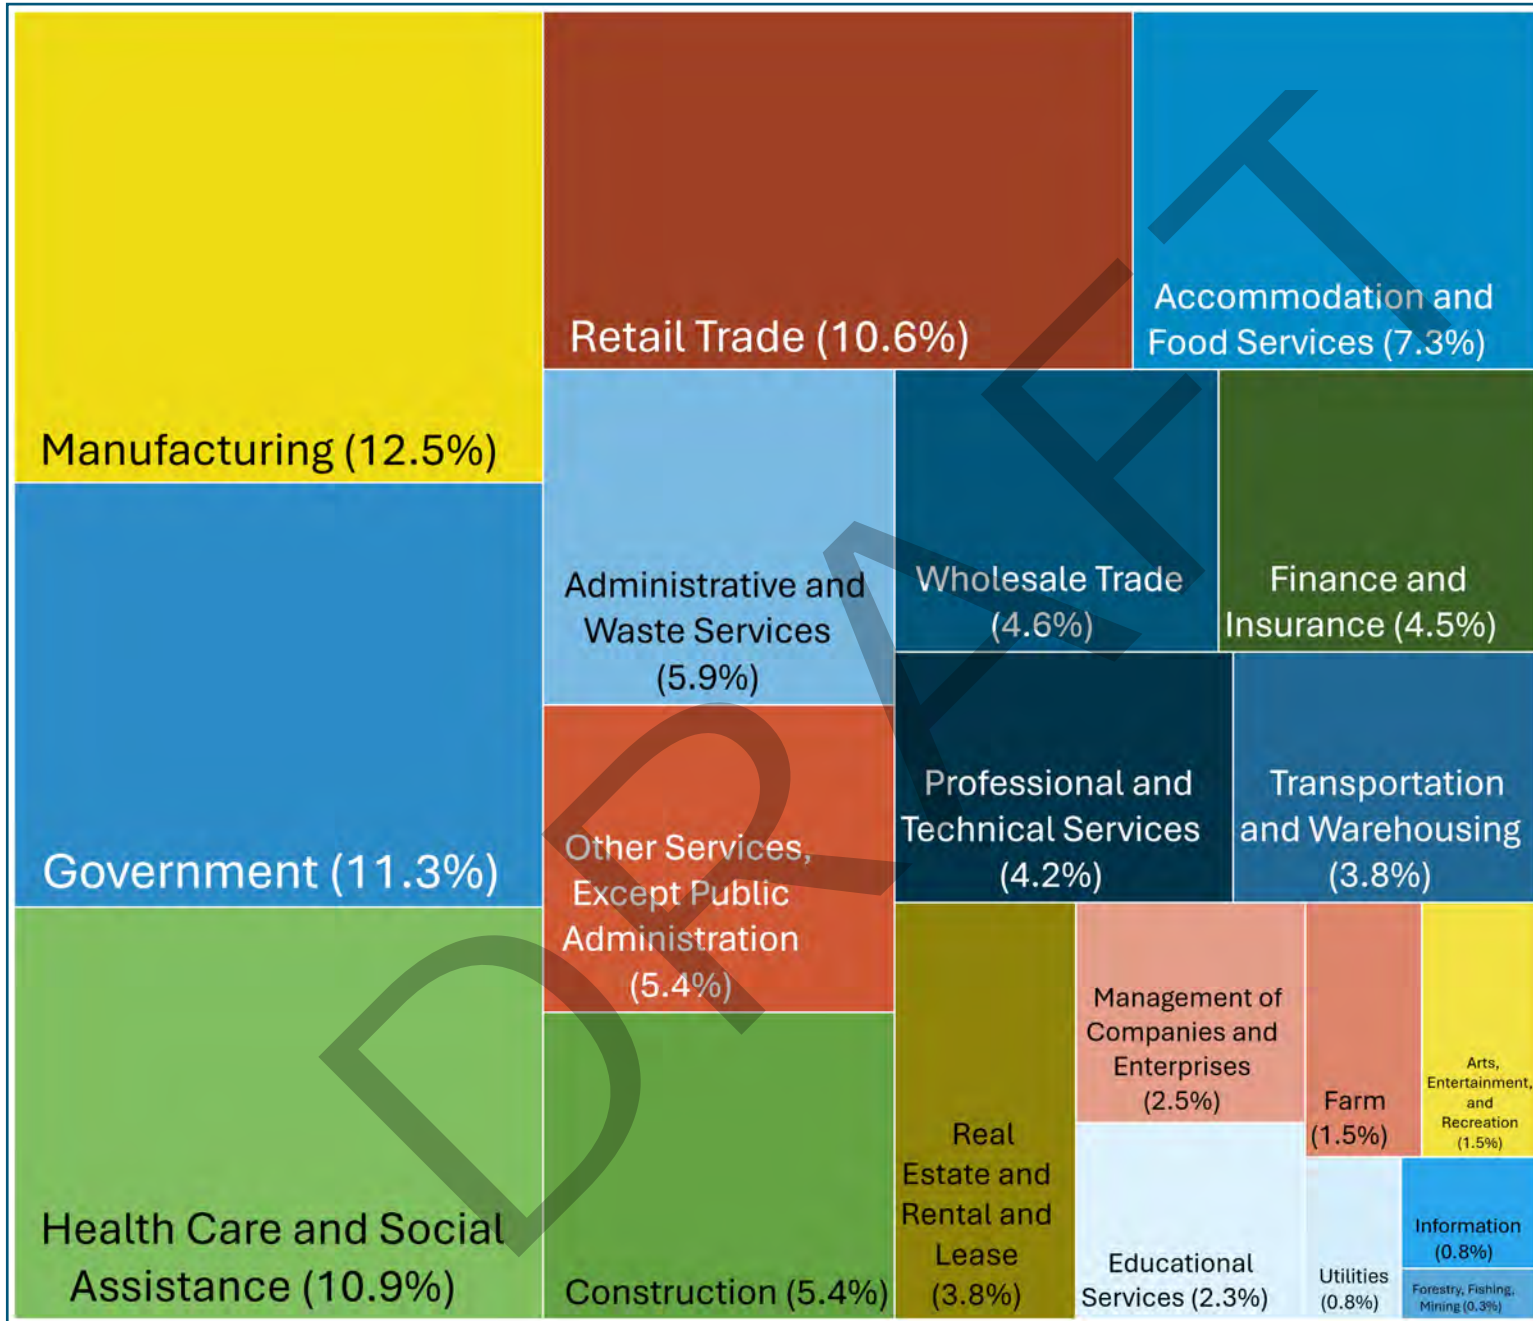 Manufacturing (12.5%)
Government (11.3%)
Health Care and Social
Assistance (10.9%)
Retail Trade (10.6%)
Accommodation and
Food Services (7.3%)
Administrative and
Waste Services
(5.9%)
Other Services,
Except Public
Administration
(5.4%)
Construction (5.4%)
Wholesale Trade
(4.6%)
Finance and
Insurance (4.5%)
Professional and
Technical Services
(4.2%)
Transportation
and Warehousing
(3.8%)
Real
Estate and
Rental and
Lease
(3.8%)
Management of
Companies and
Enterprises
(2.5%)
Educational
Services (2.3%)
Farm
(1.5%)
Arts,
Entertainment,
and
Recreation
(1.5%)
Utilities
(0.8%)
Information
(0.8%)
Forestry, Fishing,
Mining (0.3%)
DRAFT